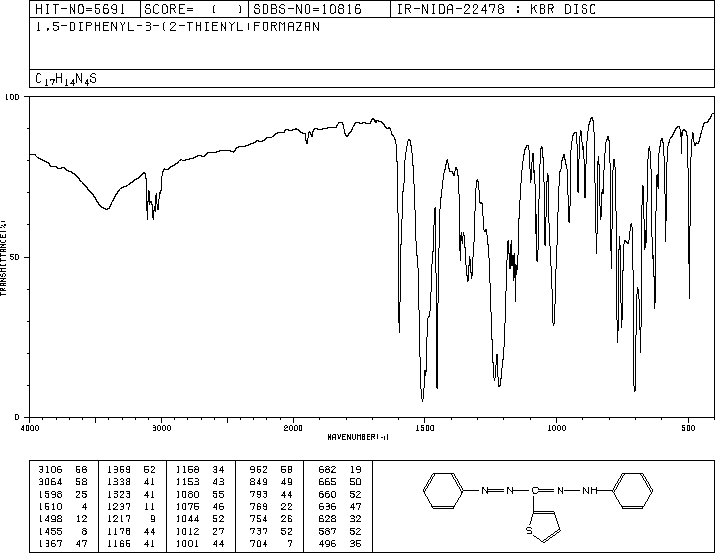 HIT-NO=5691 SCORE= ( ) SDBS-NO=10816 IR-NIDA-22478 : KBR DISC
1,5-DIPHENYL-3-(2-THIENYL)FORMAZAN
C17H14N4S
100
50
0
TRANSMITTANCE(%)
4000 3000 2000 1500 1000 500
WAVENUMBER(-1)
3106 68 1369 52 1168 34 962 58 682 19
3064 58 1338 41 1153 43 849 49 665 50
1598 25 1323 41 1080 55 793 44 660 52
1510 4 1237 11 1075 46 769 22 636 47
1498 12 1217 9 1044 52 754 26 628 32
1455 8 1178 44 1012 27 737 52 587 52
1367 47 1166 41 1001 44 704 7 496 35
N N C N NH
S